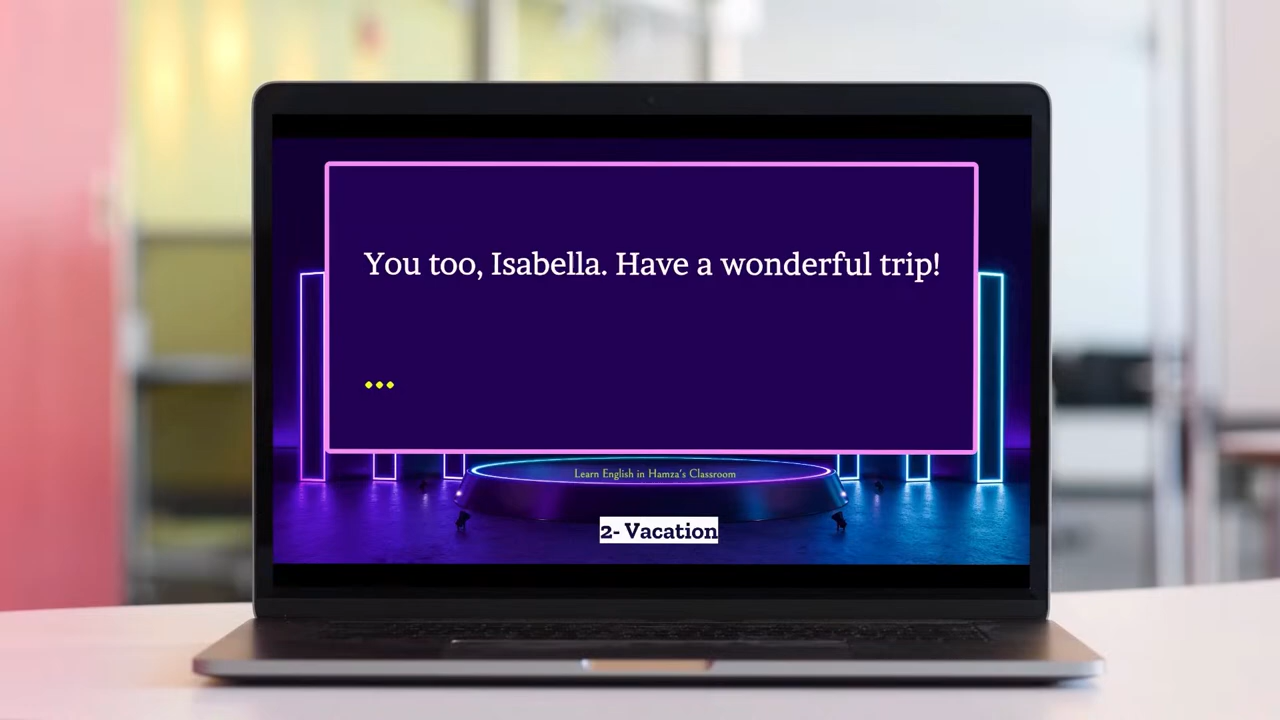 You too, Isabella. Have a wonderful trip!
...
Learn English in Hamza's Classroom
2- Vacation